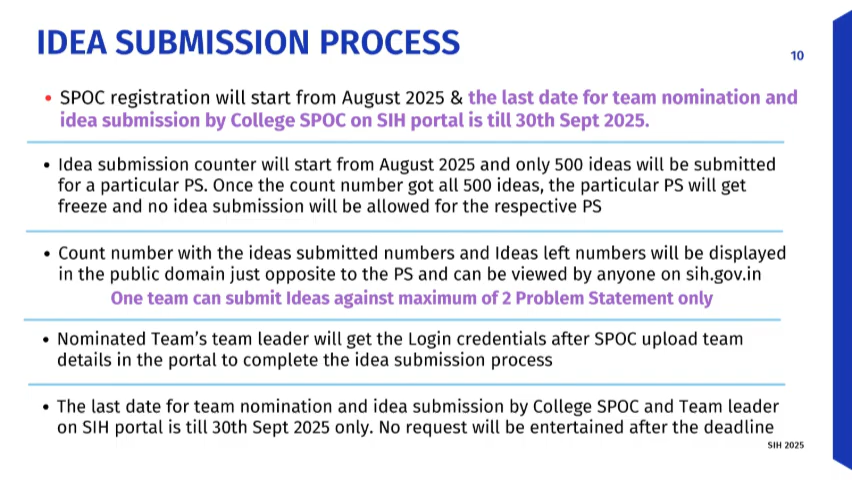 IDEA SUBMISSION PROCESS
10
• SPOC registration will start from August 2025 & the last date for team nomination and
idea submission by College SPOC on SIH portal is till 30th Sept 2025.
• Idea submission counter will start from August 2025 and only 500 ideas will be submitted
for a particular PS. Once the count number got all 500 ideas, the particular PS will get
freeze and no idea submission will be allowed for the respective PS
• Count number with the ideas submitted numbers and Ideas left numbers will be displayed
in the public domain just opposite to the PS and can be viewed by anyone on sih.gov.in
One team can submit Ideas against maximum of 2 Problem Statement only
• Nominated Team's team leader will get the Login credentials after SPOC upload team
details in the portal to complete the idea submission process
• The last date for team nomination and idea submission by College SPOC and Team leader
on SIH portal is till 30th Sept 2025 only. No request will be entertained after the deadline
SIH 2025